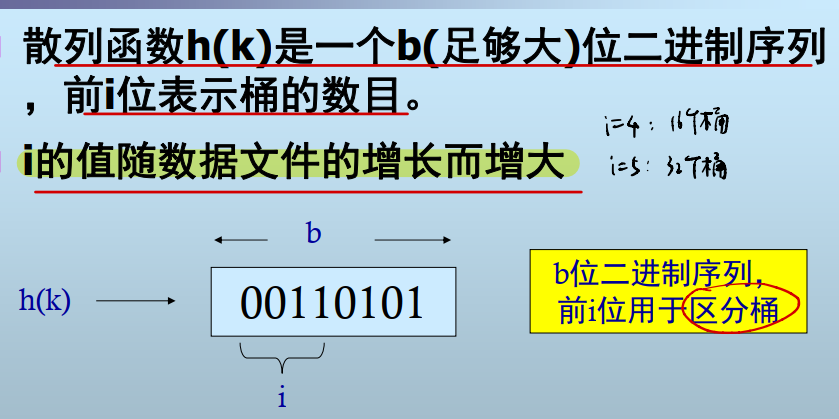 散列函数h(k)是一个b(足够大)位二进制序列
，前i位表示桶的数目。
i=4：16个桶
i的值随数据文件的增长而增大
i=5：32个桶
b
h(k)
00110101
b位二进制序列，
前i位用于区分桶
i